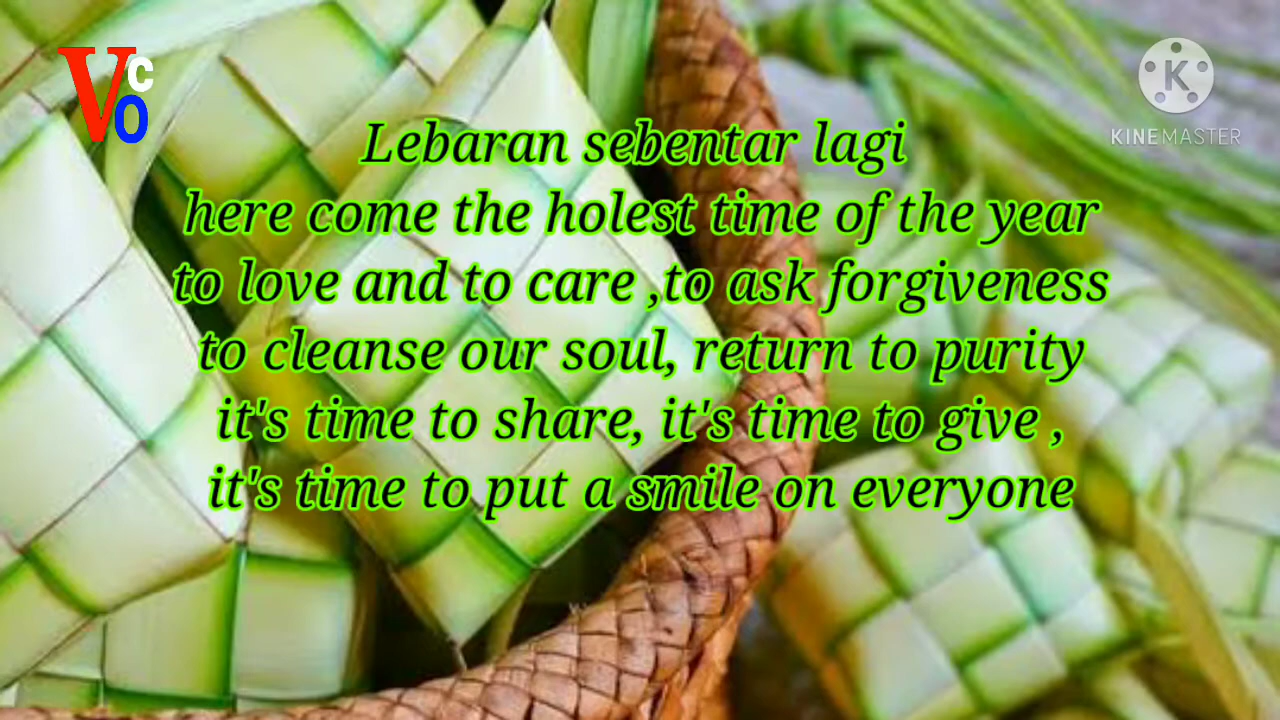 Vco
KINEMASTER
Lebaran sebentar lagi
here come the holest time of the year
to love and to care ,to ask forgiveness
to cleanse our soul, return to purity
it's time to share, it's time to give ,
it's time to put a smile on everyone